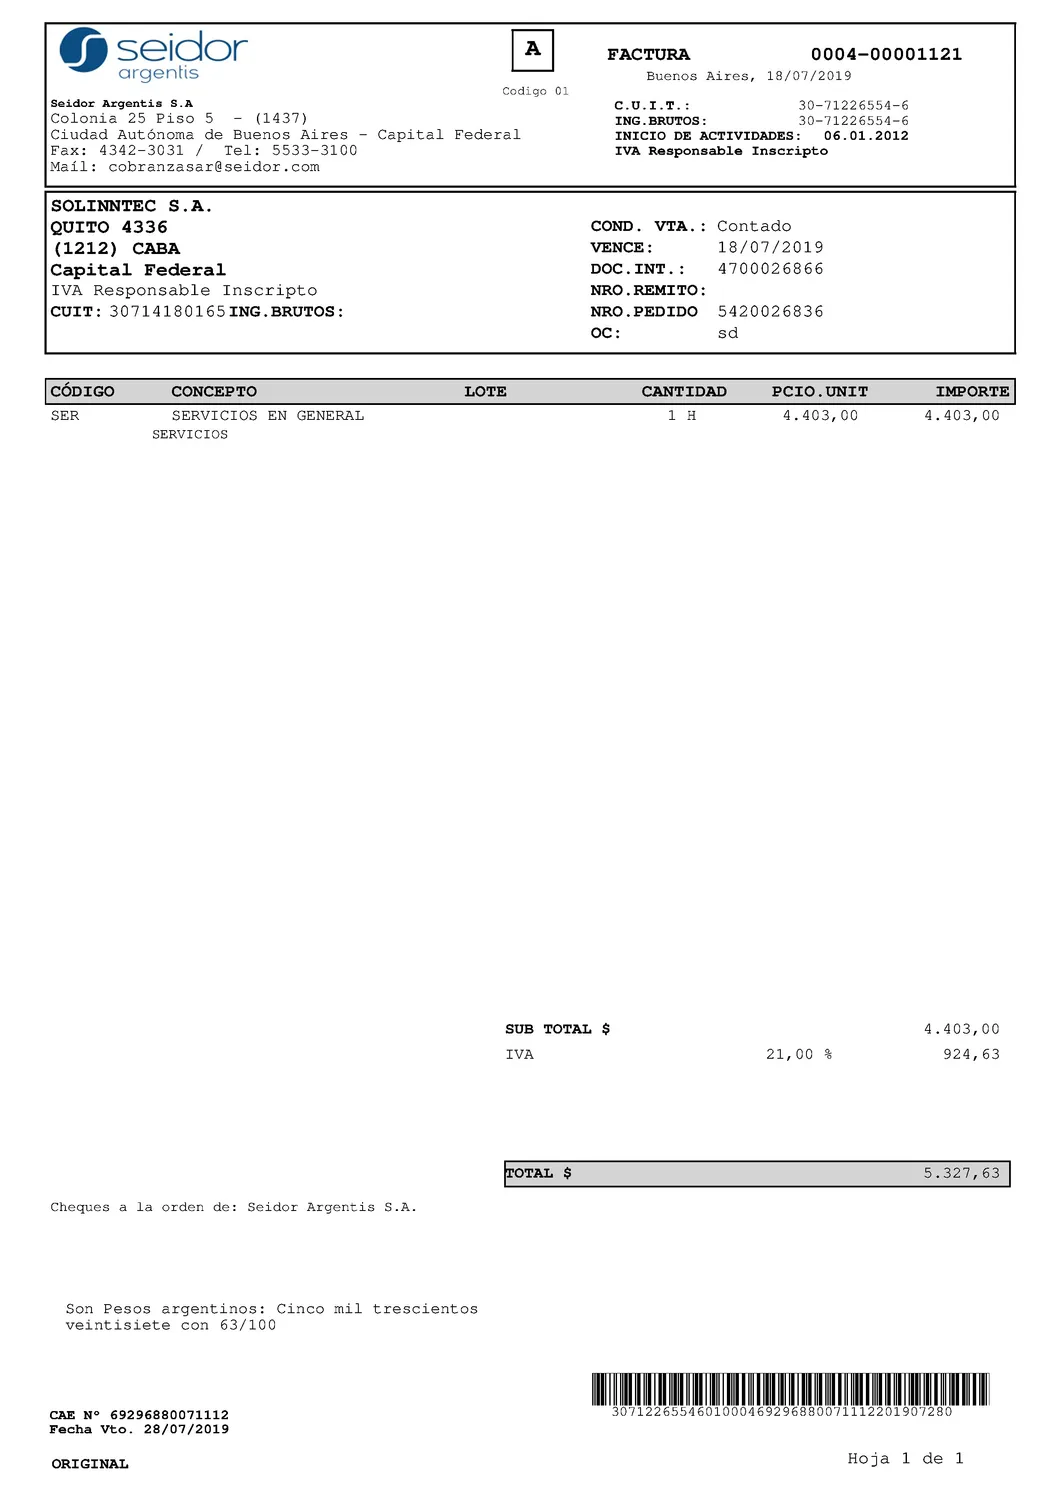 seidor
argentis
A
Codigo 01
FACTURA 0004-00001121
Buenos Aires, 18/07/2019
Seidor Argentis S.A
Colonia 25 Piso 5 - (1437)
Ciudad Autónoma de Buenos Aires - Capital Federal
Fax: 4342-3031 / Tel: 5533-3100
Maíl: cobranzasar@seidor.com
C.U.I.T.: 30-71226554-6
ING.BRUTOS: 30-71226554-6
INICIO DE ACTIVIDADES: 06.01.2012
IVA Responsable Inscripto
SOLINNTEC S.A.
QUITO 4336
(1212) CABA
Capital Federal
IVA Responsable Inscripto
CUIT: 30714180165 ING.BRUTOS:
COND. VTA.: Contado
VENCE: 18/07/2019
DOC.INT.: 4700026866
NRO.REMITO:
NRO.PEDIDO 5420026836
OC: sd
CÓDIGO CONCEPTO LOTE CANTIDAD PCIO.UNIT IMPORTE
SER SERVICIOS EN GENERAL 1 H 4.403,00 4.403,00
SERVICIOS
SUB TOTAL $ 4.403,00
IVA 21,00 % 924,63
TOTAL $ 5.327,63
Cheques a la orden de: Seidor Argentis S.A.
Son Pesos argentinos: Cinco mil trescientos
veintisiete con 63/100
307122655460100046929688007111220190728​0
CAE Nº 69296880071112
Fecha Vto. 28/07/2019
ORIGINAL
Hoja 1 de 1